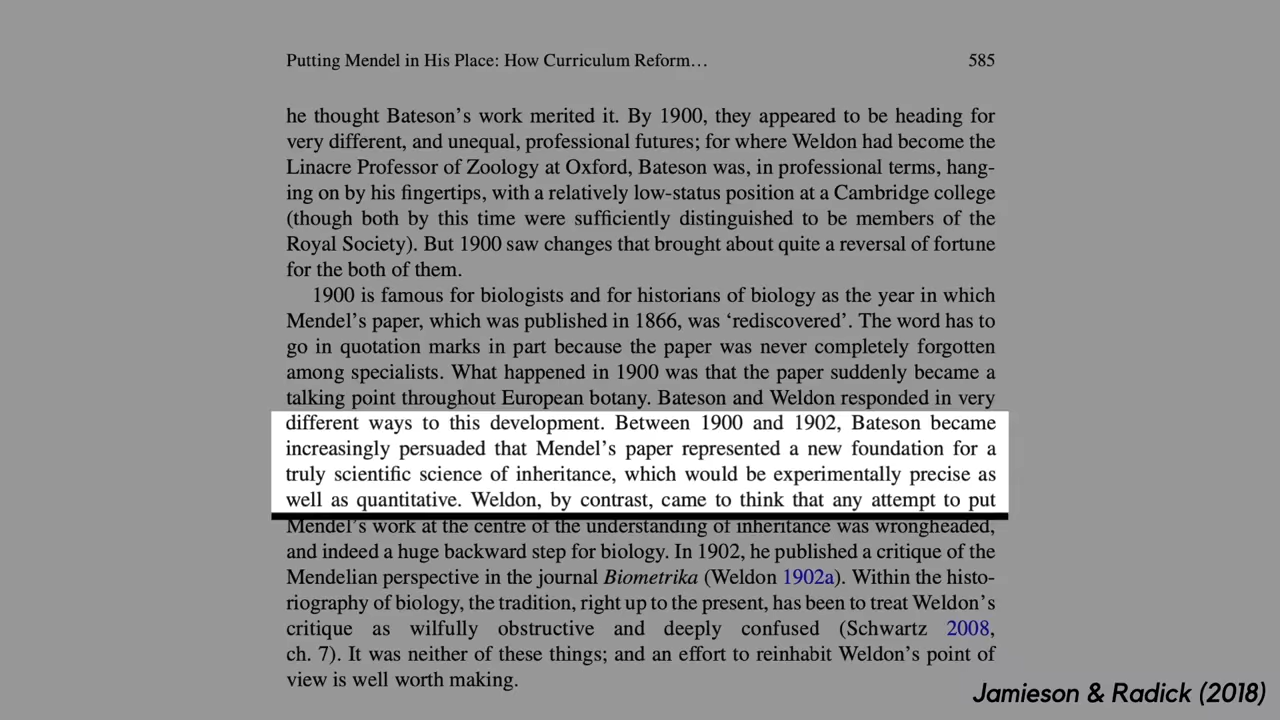 Putting Mendel in His Place: How Curriculum Reform…
585
he thought Bateson's work merited it. By 1900, they appeared to be heading for
very different, and unequal, professional futures; for where Weldon had become the
Linacre Professor of Zoology at Oxford, Bateson was, in professional terms, hang-
ing on by his fingertips, with a relatively low-status position at a Cambridge college
(though both by this time were sufficiently distinguished to be members of the
Royal Society). But 1900 saw changes that brought about quite a reversal of fortune
for the both of them.
1900 is famous for biologists and for historians of biology as the year in which
Mendel's paper, which was published in 1866, was 'rediscovered'. The word has to
go in quotation marks in part because the paper was never completely forgotten
among specialists. What happened in 1900 was that the paper suddenly became a
talking point throughout European botany. Bateson and Weldon responded in very
different ways to this development. Between 1900 and 1902, Bateson became
increasingly persuaded that Mendel's paper represented a new foundation for a
truly scientific science of inheritance, which would be experimentally precise as
well as quantitative. Weldon, by contrast, came to think that any attempt to put
Mendel's work at the centre of the understanding of inheritance was wrongheaded,
and indeed a huge backward step for biology. In 1902, he published a critique of the
Mendelian perspective in the journal Biometrika (Weldon 1902a). Within the histo-
riography of biology, the tradition, right up to the present, has been to treat Weldon's
critique as wilfully obstructive and deeply confused (Schwartz 2008,
ch. 7). It was neither of these things; and an effort to reinhabit Weldon's point of
view is well worth making.
Jamieson & Radick (2018)